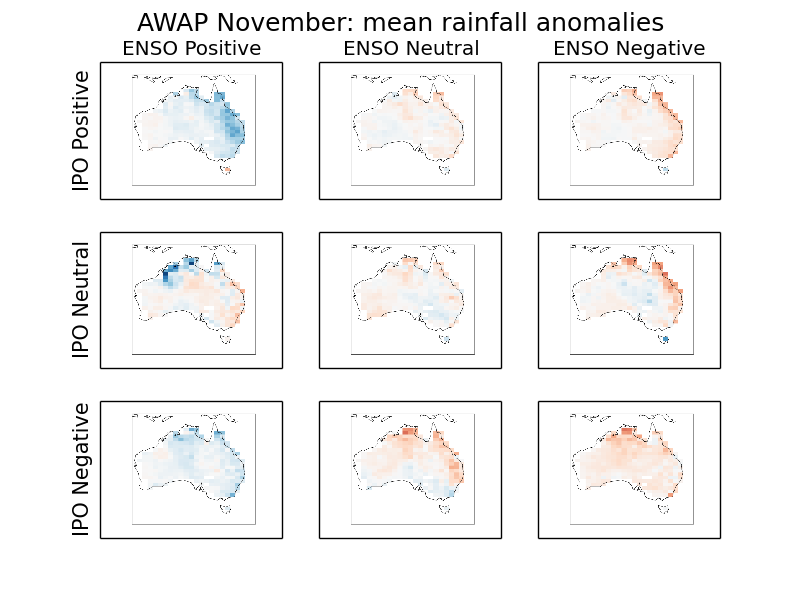 AWAP November: mean rainfall anomalies
ENSO Positive
ENSO Neutral
ENSO Negative
IPO Positive
IPO Neutral
IPO Negative